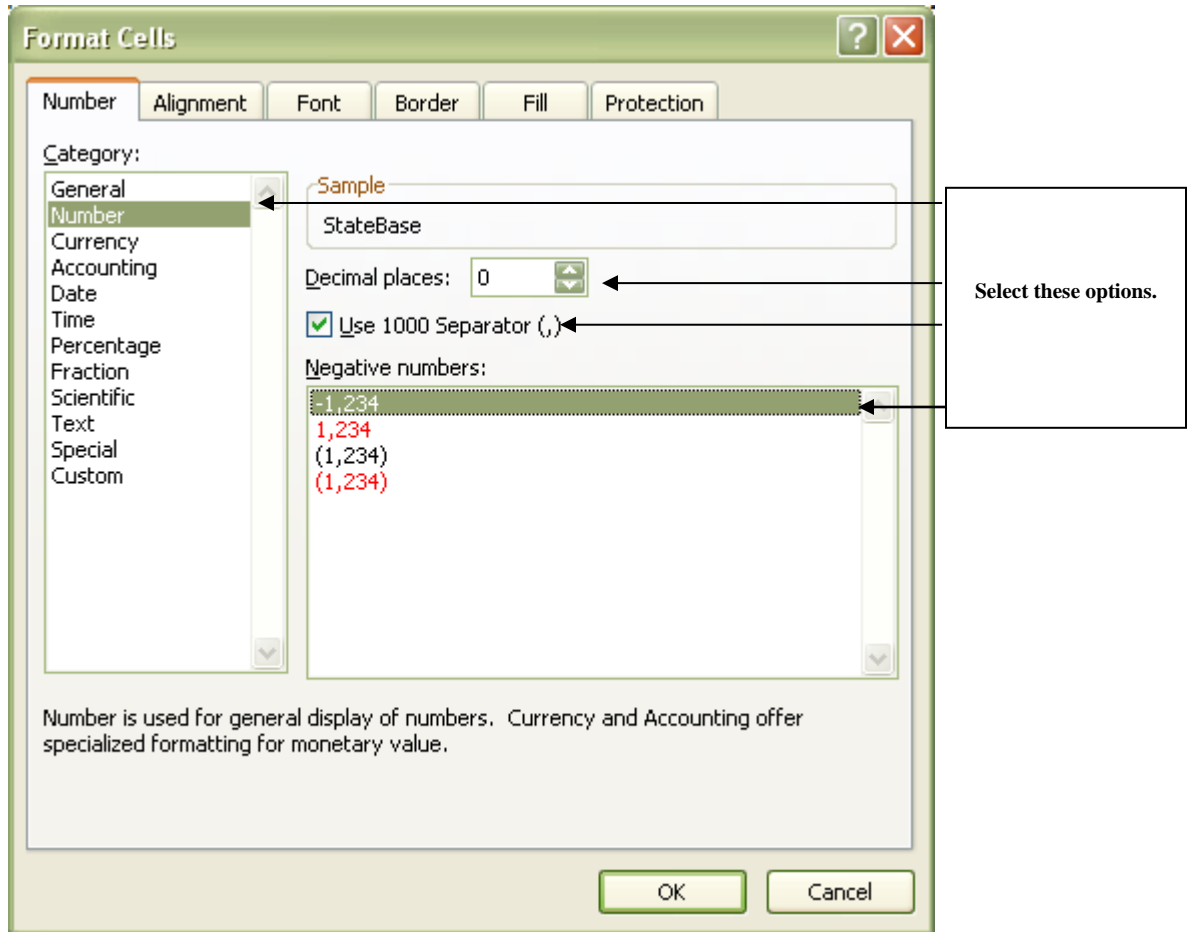 Format Cells
?
Number Alignment Font Border Fill Protection
Category:
General
Number
Currency
Accounting
Date
Time
Percentage
Fraction
Scientific
Text
Special
Custom
Sample
StateBase
Decimal places: 0
Use 1000 Separator (,)
Negative numbers:
-1,234
1,234
(1,234)
(1,234)
Select these options.
Number is used for general display of numbers. Currency and Accounting offer
specialized formatting for monetary value.
OK Cancel